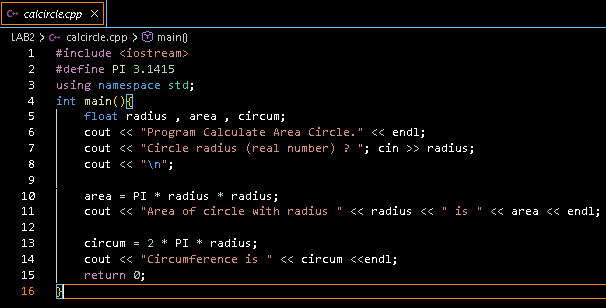 calcircle.cpp ×
LAB2 > calcircle.cpp > main()
1 #include <iostream>
2 #define PI 3.1415
3 using namespace std;
4 int main(){
5 float radius , area , circum;
6 cout << "Program Calculate Area Circle." << endl;
7 cout << "Circle radius (real number) ? "; cin >> radius;
8 cout << "\n";
9
10 area = PI * radius * radius;
11 cout << "Area of circle with radius " << radius << " is " << area << endl;
12
13 circum = 2 * PI * radius;
14 cout << "Circumference is " << circum <<endl;
15 return 0;
16 }